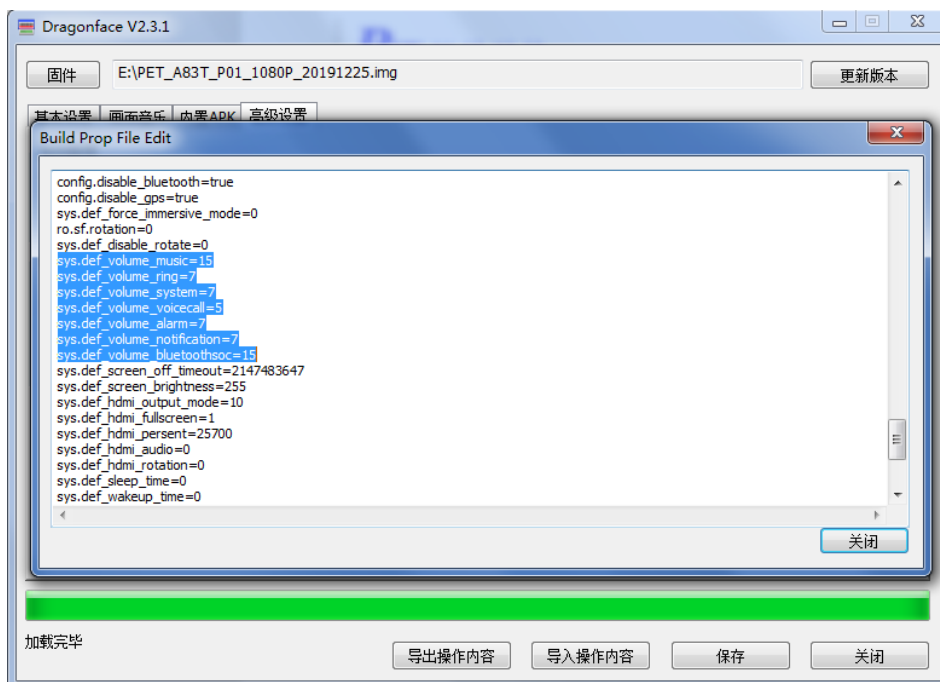 Dragonface V2.3.1
固件
E:\PET_A83T_P01_1080P_20191225.img
更新版本
基本设置 画面音乐 内置APK 高级设置
Build Prop File Edit
config.disable_bluetooth=true
config.disable_gps=true
sys.def_force_immersive_mode=0
ro.sf.rotation=0
sys.def_disable_rotate=0
sys.def_volume_music=15
sys.def_volume_ring=7
sys.def_volume_system=7
sys.def_volume_voicecall=5
sys.def_volume_alarm=7
sys.def_volume_notification=7
sys.def_volume_bluetoothsoc=15
sys.def_screen_off_timeout=2147483647
sys.def_screen_brightness=255
sys.def_hdmi_output_mode=10
sys.def_hdmi_fullscreen=1
sys.def_hdmi_persent=25700
sys.def_hdmi_audio=0
sys.def_hdmi_rotation=0
sys.def_sleep_time=0
sys.def_wakeup_time=0
关闭
加载完毕
导出操作内容 导入操作内容 保存 关闭